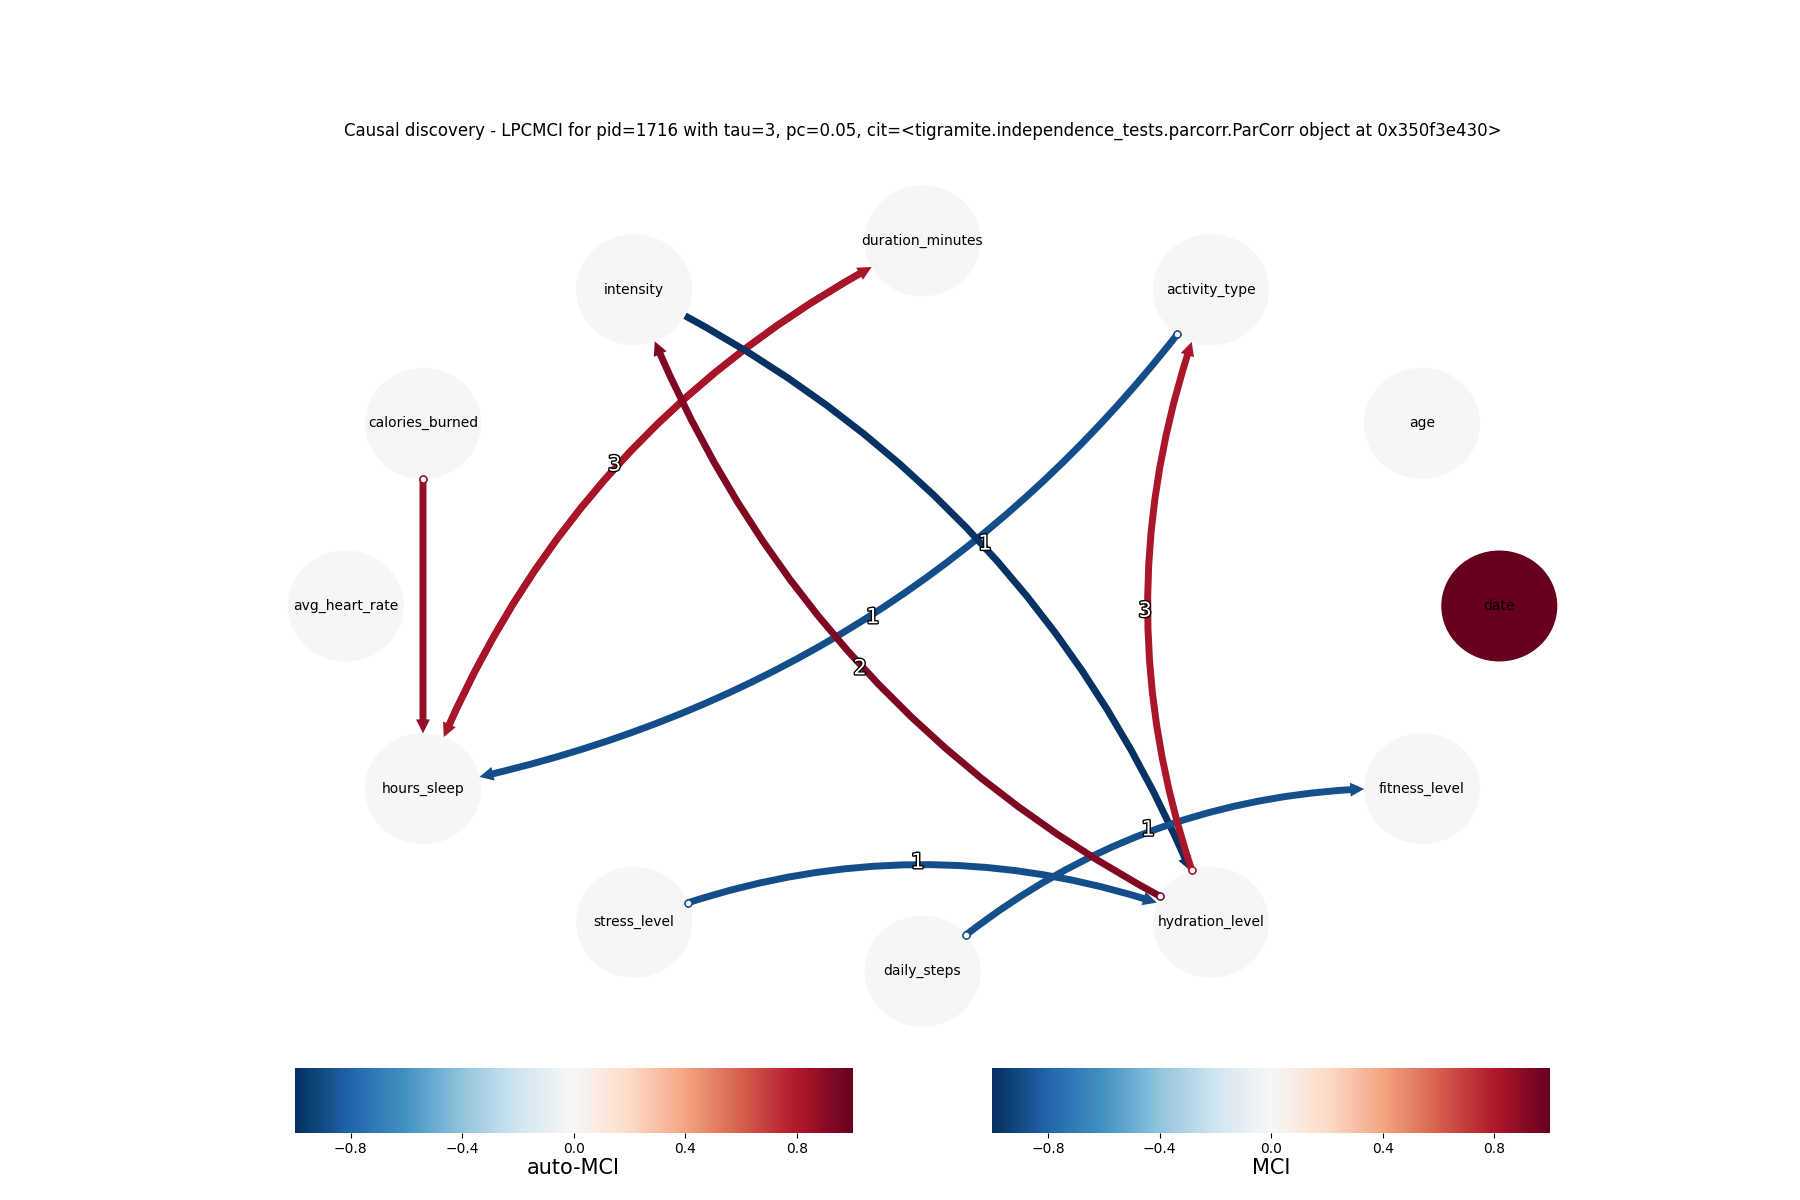 Causal discovery - LPCMCI for pid=1716 with tau=3, pc=0.05, cit=<tigramite.independence_tests.parcorr.ParCorr object at 0x350f3e430>
duration_minutes
intensity
activity_type
calories_burned
age
3
1
avg_heart_rate
date
3
1
2
hours_sleep
fitness_level
1
1
stress_level
hydration_level
daily_steps
−0.8 −0.4 0.0 0.4 0.8
auto-MCI
−0.8 −0.4 0.0 0.4 0.8
MCI